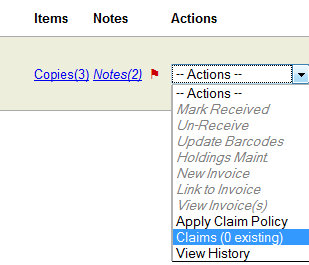 Items Notes Actions
Copies(3) Notes(2) -- Actions --
-- Actions --
Mark Received
Un-Receive
Update Barcodes
Holdings Maint.
New Invoice
Link to Invoice
View Invoice(s)
Apply Claim Policy
Claims (0 existing)
View History